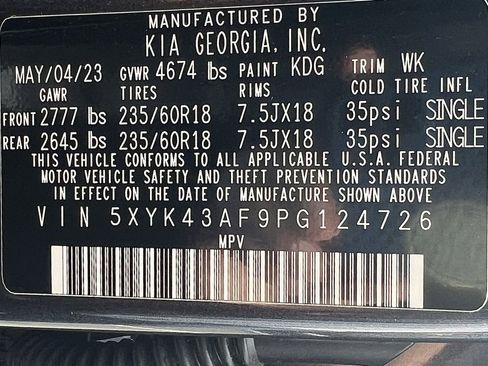 MANUFACTURED BY
KIA GEORGIA, INC.
MAY/04/23 GVWR 4674 lbs PAINT KDG TRIM WK
GAWR TIRES RIMS COLD TIRE INFL
FRONT 2777 lbs 235/60R18 7.5JX18 35psi SINGLE
REAR 2645 lbs 235/60R18 7.5JX18 35psi SINGLE
THIS VEHICLE CONFORMS TO ALL APPLICABLE U.S.A. FEDERAL
MOTOR VEHICLE SAFETY AND THEFT PREVENTION STANDARDS
IN EFFECT ON THE DATE OF MANUFACTURE SHOWN ABOVE
VIN 5XYK43AF9PG124726
MPV